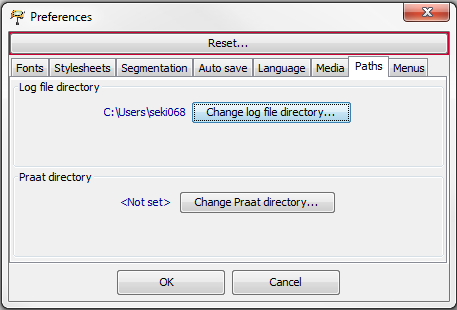 Preferences
Reset...
Fonts Stylesheets Segmentation Auto save Language Media Paths Menus
Log file directory
C:\Users\seki068 Change log file directory...
Praat directory
<Not set> Change Praat directory...
OK Cancel